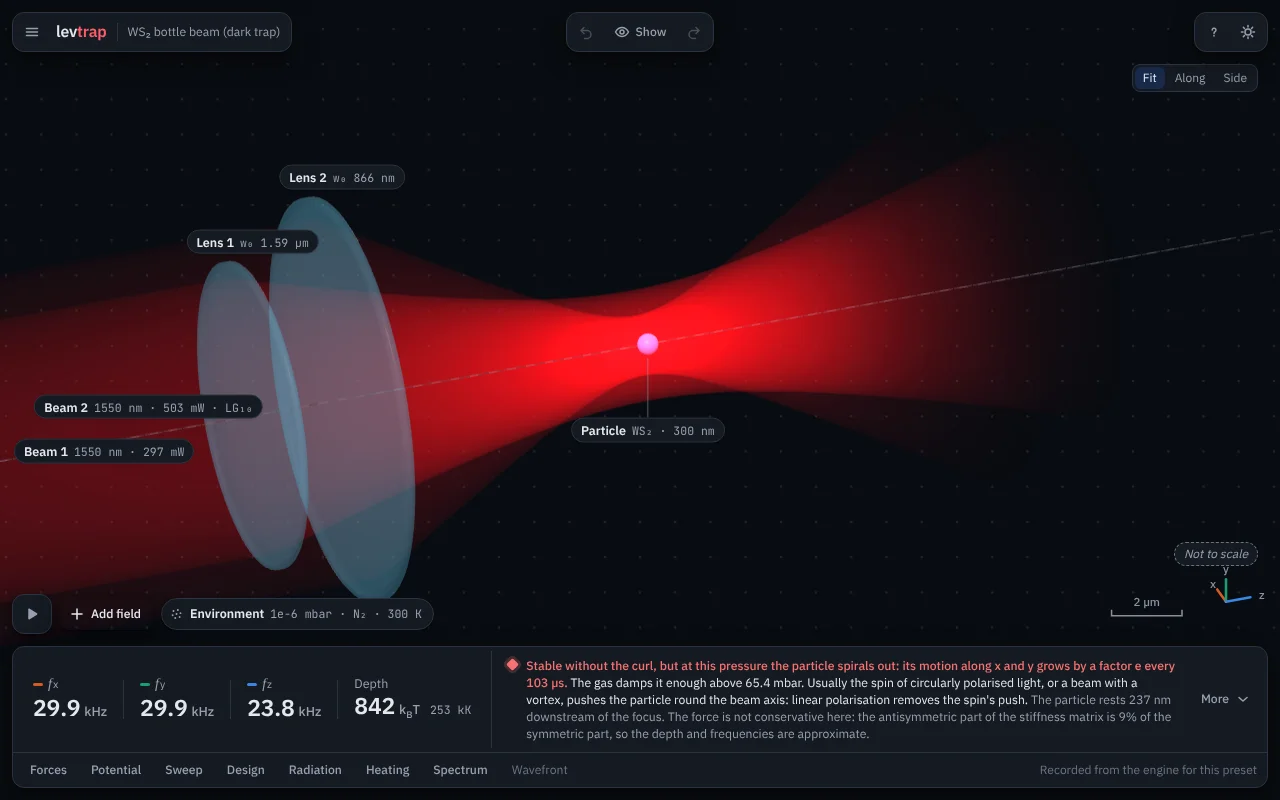 levtrap
WS₂ bottle beam (dark trap)
Show
?
Fit Along Side
Lens 2 w₀ 866 nm
Lens 1 w₀ 1.59 µm
Beam 2 1550 nm · 503 mW · LG₁₀
Beam 1 1550 nm · 297 mW
Particle WS₂ · 300 nm
Not to scale
y
x
z
2 µm
Add field
Environment 1e-6 mbar · N₂ · 300 K
fx
29.9 kHz
fy
29.9 kHz
fz
23.8 kHz
Depth
842 kBT 253 kK
Stable without the curl, but at this pressure the particle spirals out: its motion along x and y grows by a factor e every
103 µs. The gas damps it enough above 65.4 mbar. Usually the spin of circularly polarised light, or a beam with a
vortex, pushes the particle round the beam axis: linear polarisation removes the spin's push. The particle rests 237 nm
downstream of the focus. The force is not conservative here: the antisymmetric part of the stiffness matrix is 9% of the
symmetric part, so the depth and frequencies are approximate.
More
Forces Potential Sweep Design Radiation Heating Spectrum Wavefront
Recorded from the engine for this preset